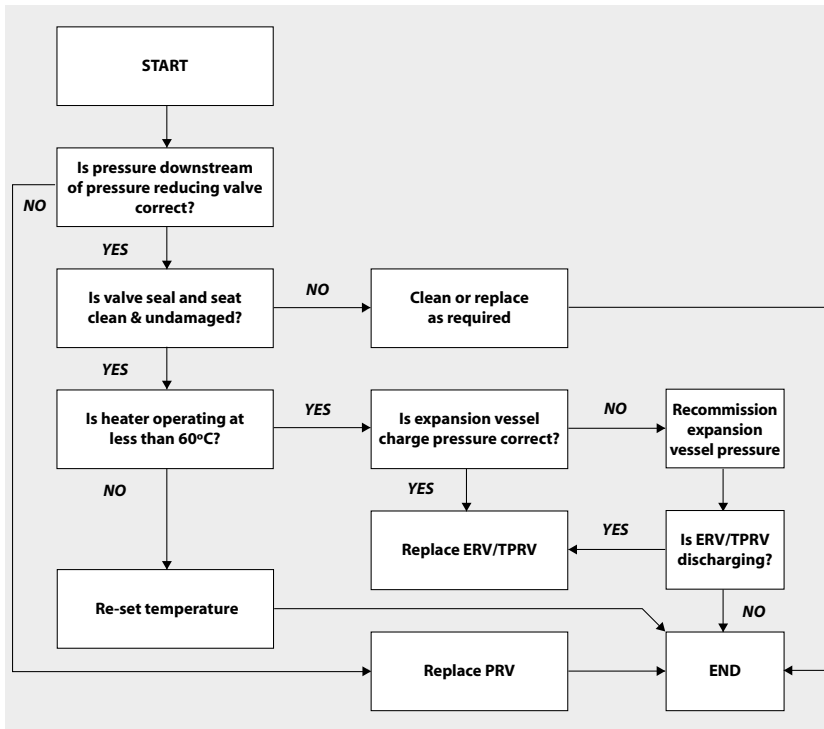 START
Is pressure downstream
of pressure reducing valve
correct?
NO
YES
Is valve seal and seat
clean & undamaged?
NO
Clean or replace
as required
YES
Is heater operating at
less than 60ºC?
YES
Is expansion vessel
charge pressure correct?
NO
Recommission
expansion
vessel pressure
NO
YES
Replace ERV/TPRV
YES
Is ERV/TPRV
discharging?
Re-set temperature
NO
Replace PRV
END